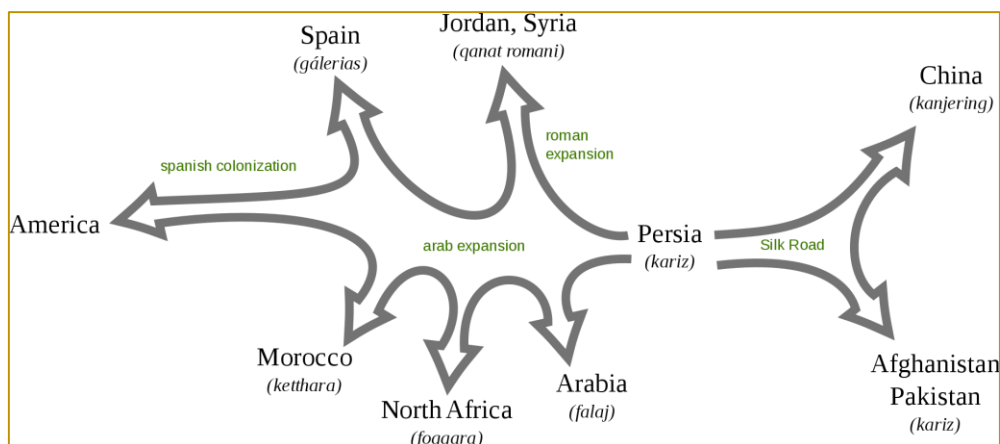 Spain
(gálerias)
Jordan, Syria
(qanat romani)
China
(kanjering)
roman
expansion
spanish colonization
America
arab expansion
Persia
(kariz)
Silk Road
Morocco
(ketthara)
North Africa
(foggara)
Arabia
(falaj)
Afghanistan
Pakistan
(kariz)